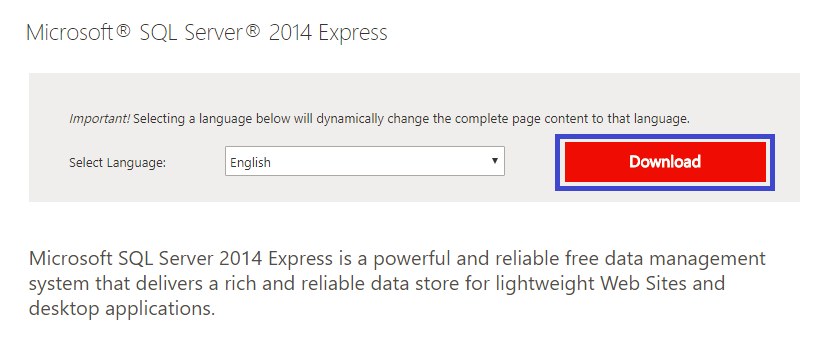 Microsoft® SQL Server® 2014 Express
Important! Selecting a language below will dynamically change the complete page content to that language.
Select Language:
English
Download
Microsoft SQL Server 2014 Express is a powerful and reliable free data management
system that delivers a rich and reliable data store for lightweight Web Sites and
desktop applications.